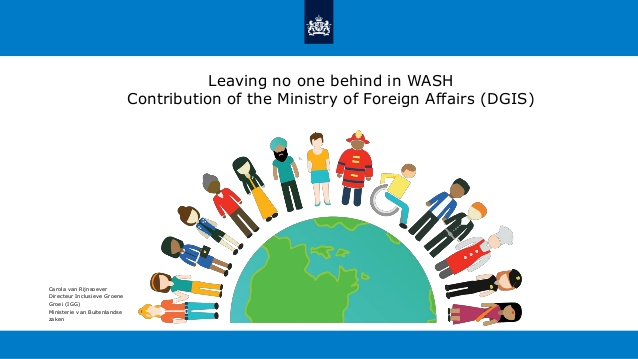 Leaving no one behind in WASH
Contribution of the Ministry of Foreign Affairs (DGIS)
Carola van Rijnsoever
Directeur Inclusieve Groene
Groei (IGG)
Ministerie van Buitenlandse
zaken